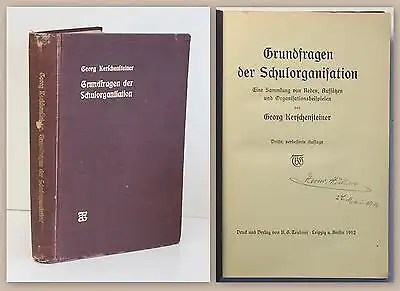 Georg Kerschensteiner Grundfragen der Schulorganisation
Georg Kerschensteiner
Grundfragen der
Schulorganisation
Grundfragen
der Schulorganisation
Eine Sammlung von Reden, Aufsätzen
und Organisationsbeispielen
von
Georg Kerschensteiner
Dritte, verbesserte Auflage
Druck und Verlag von B. G. Teubner · Leipzig u. Berlin 1912